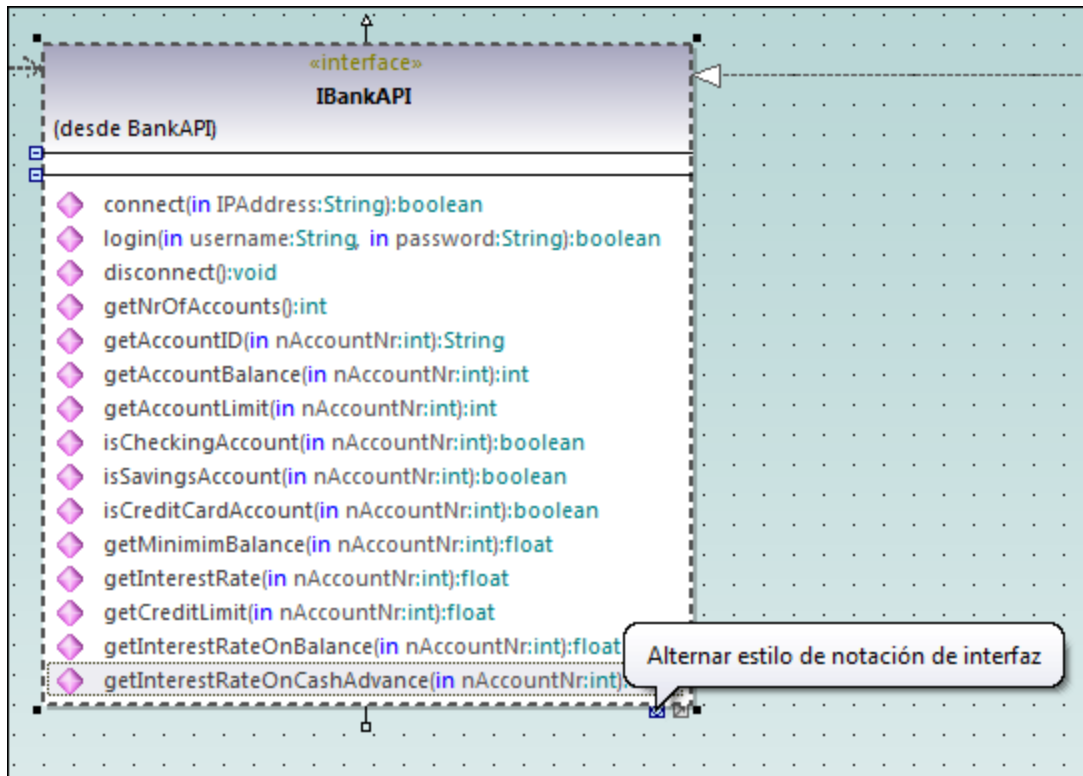 «interface»
IBankAPI
(desde BankAPI)
connect(in IPAddress:String):boolean
login(in username:String, in password:String):boolean
disconnect():void
getNrOfAccounts():int
getAccountID(in nAccountNr:int):String
getAccountBalance(in nAccountNr:int):int
getAccountLimit(in nAccountNr:int):int
isCheckingAccount(in nAccountNr:int):boolean
isSavingsAccount(in nAccountNr:int):boolean
isCreditCardAccount(in nAccountNr:int):boolean
getMinimimBalance(in nAccountNr:int):float
getInterestRate(in nAccountNr:int):float
getCreditLimit(in nAccountNr:int):float
getInterestRateOnBalance(in nAccountNr:int):float
getInterestRateOnCashAdvance(in nAccountNr:int):
Alternar estilo de notación de interfaz